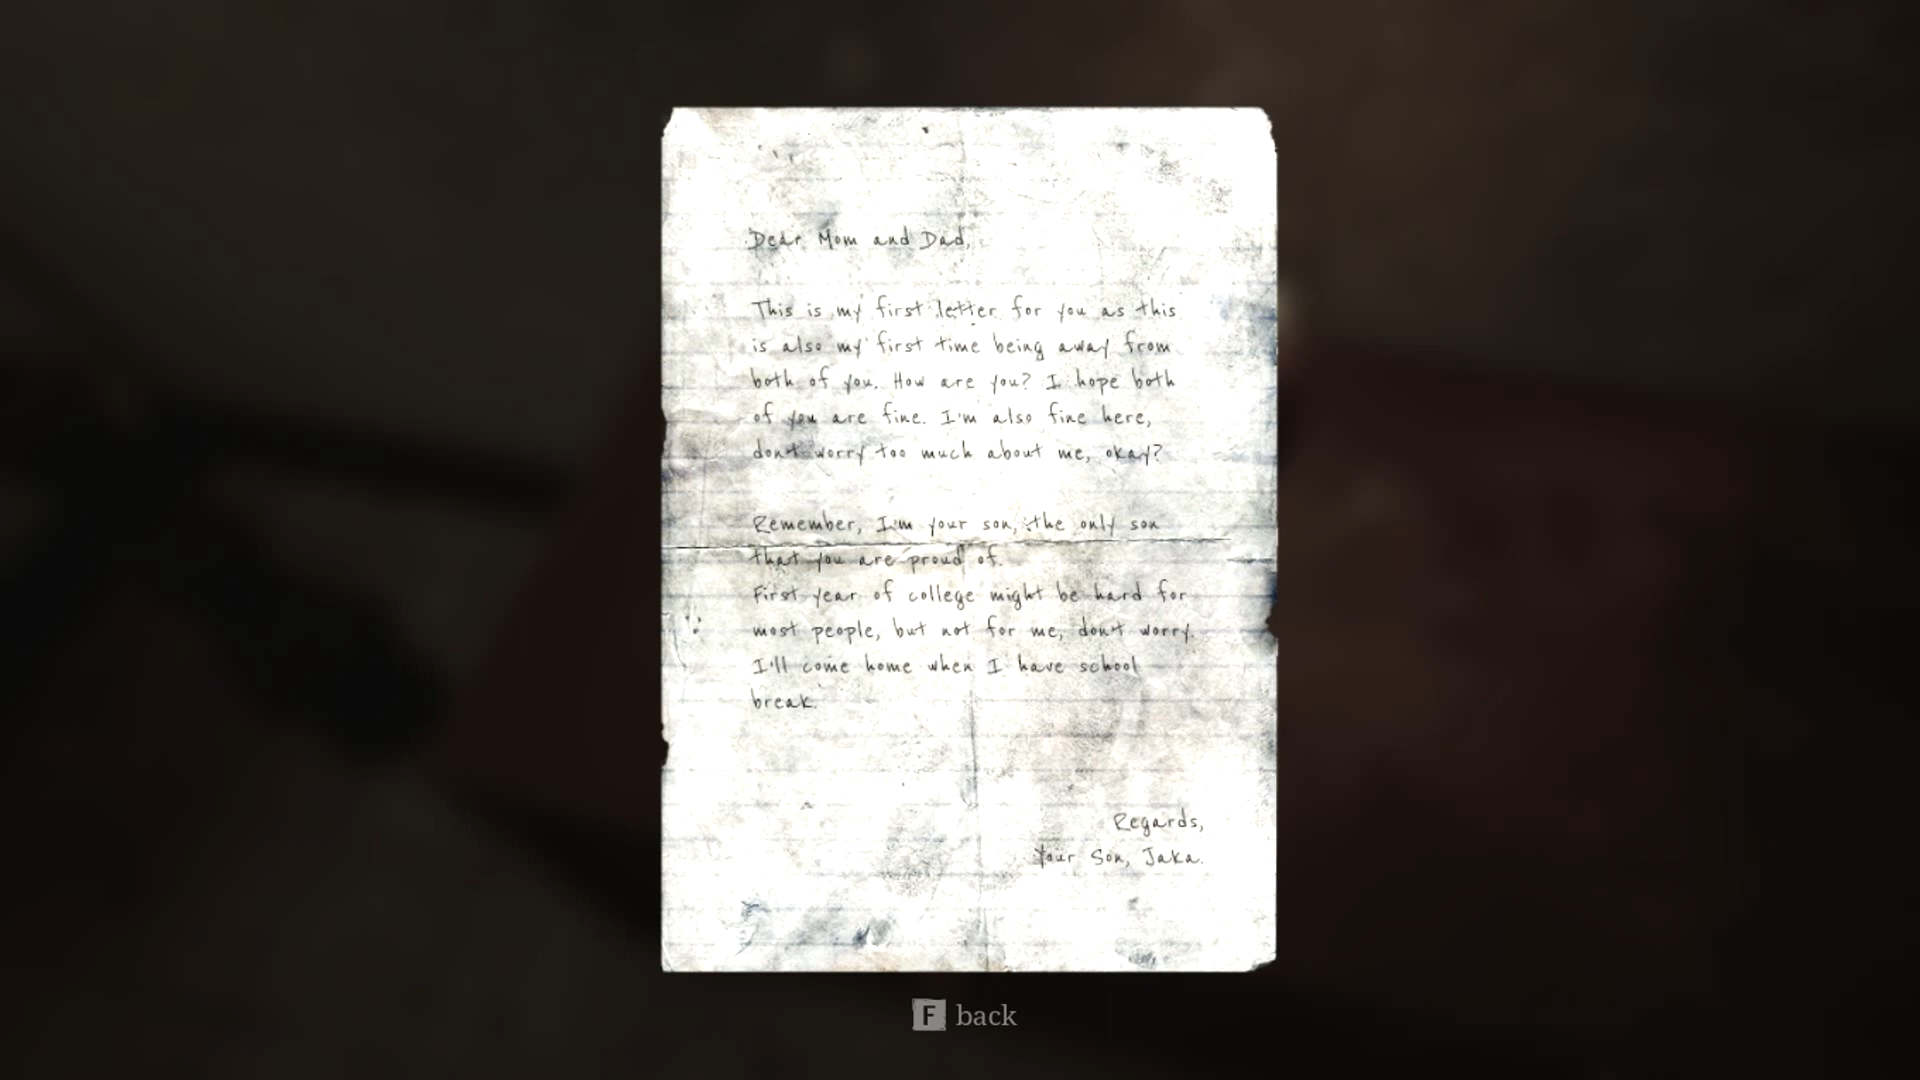 Dear Mom and Dad,
This is my first letter for you as this
is also my first time being away from
both of you. How are you? I hope both
of you are fine. I'm also fine here,
don't worry too much about me, okay?
Remember, I'm your son, the only son
that you are proud of.
First year of college might be hard for
most people, but not for me, don't worry.
I'll come home when I have school
break.
Regards,
Your Son, Jaka.
F back